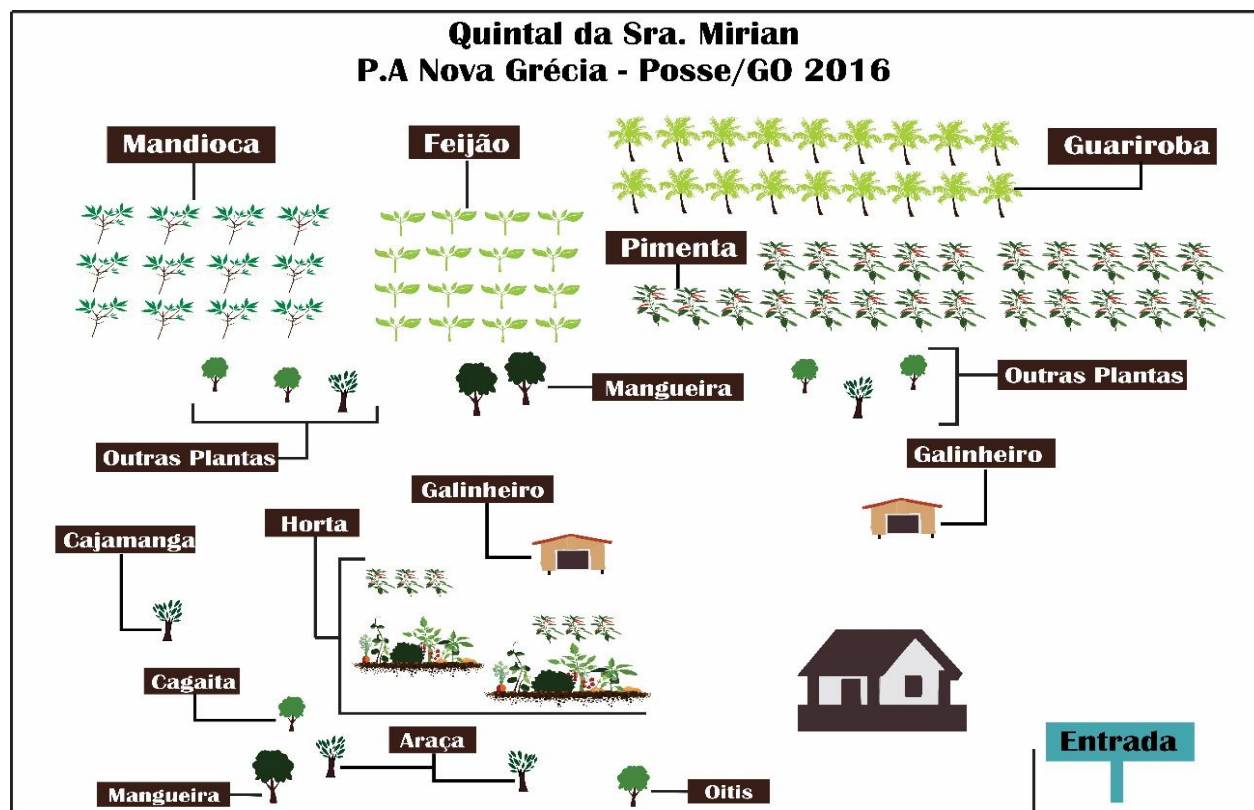 Quintal da Sra. Mirian
P.A Nova Grécia - Posse/GO 2016
Mandioca
Feijão
Guariroba
Pimenta
Mangueira
Outras Plantas
Outras Plantas
Galinheiro
Galinheiro
Horta
Cajamanga
Cagaita
Araça
Entrada
Mangueira
Oitis